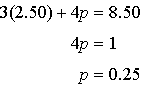 3(2.50) + 4p = 8.50
4p = 1
p = 0.25